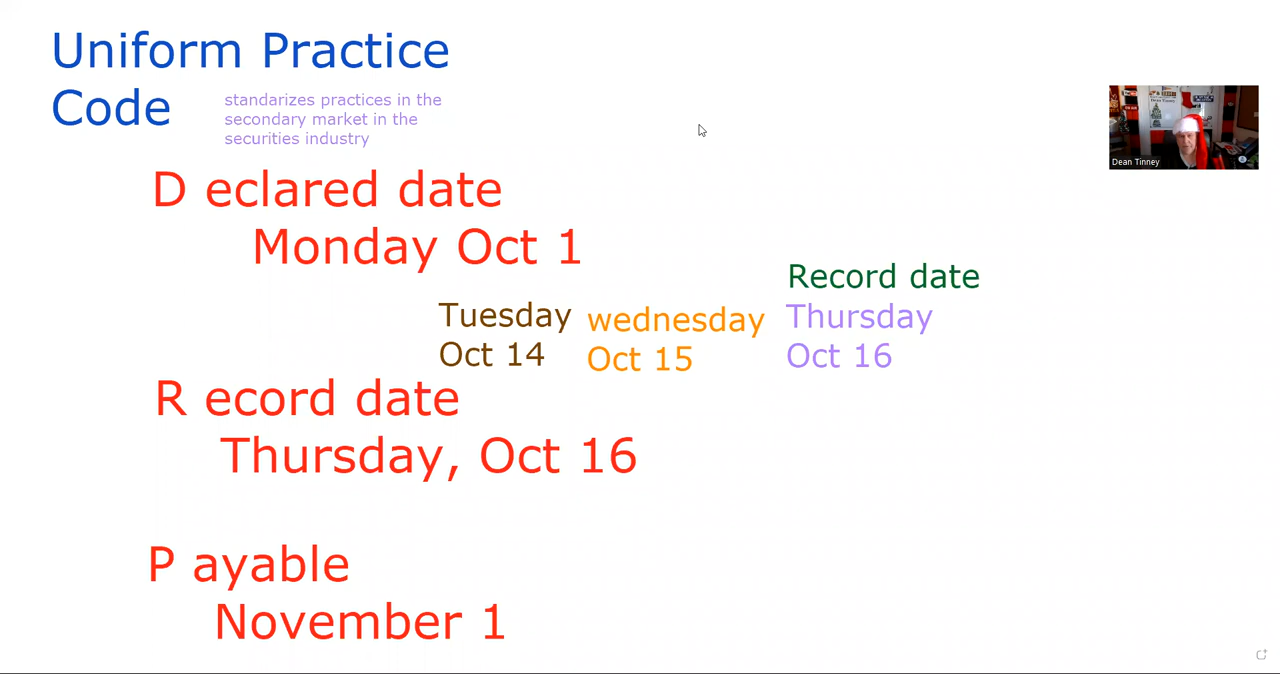 Uniform Practice
Code
standarizes practices in the
secondary market in the
securities industry
Dean Tinney
D eclared date
Monday Oct 1
Record date
Tuesday
wednesday
Thursday
Oct 14
Oct 15
Oct 16
R ecord date
Thursday, Oct 16
P ayable
November 1